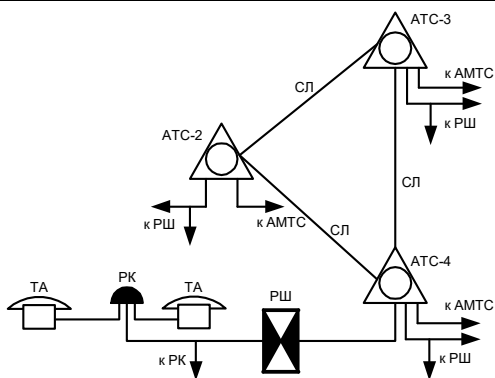 АТС-3
к АМТС
СЛ
к РШ
АТС-2
СЛ
к РШ
к АМТС
СЛ
АТС-4
ТА
РК
ТА
РШ
к АМТС
к РК
к РШ